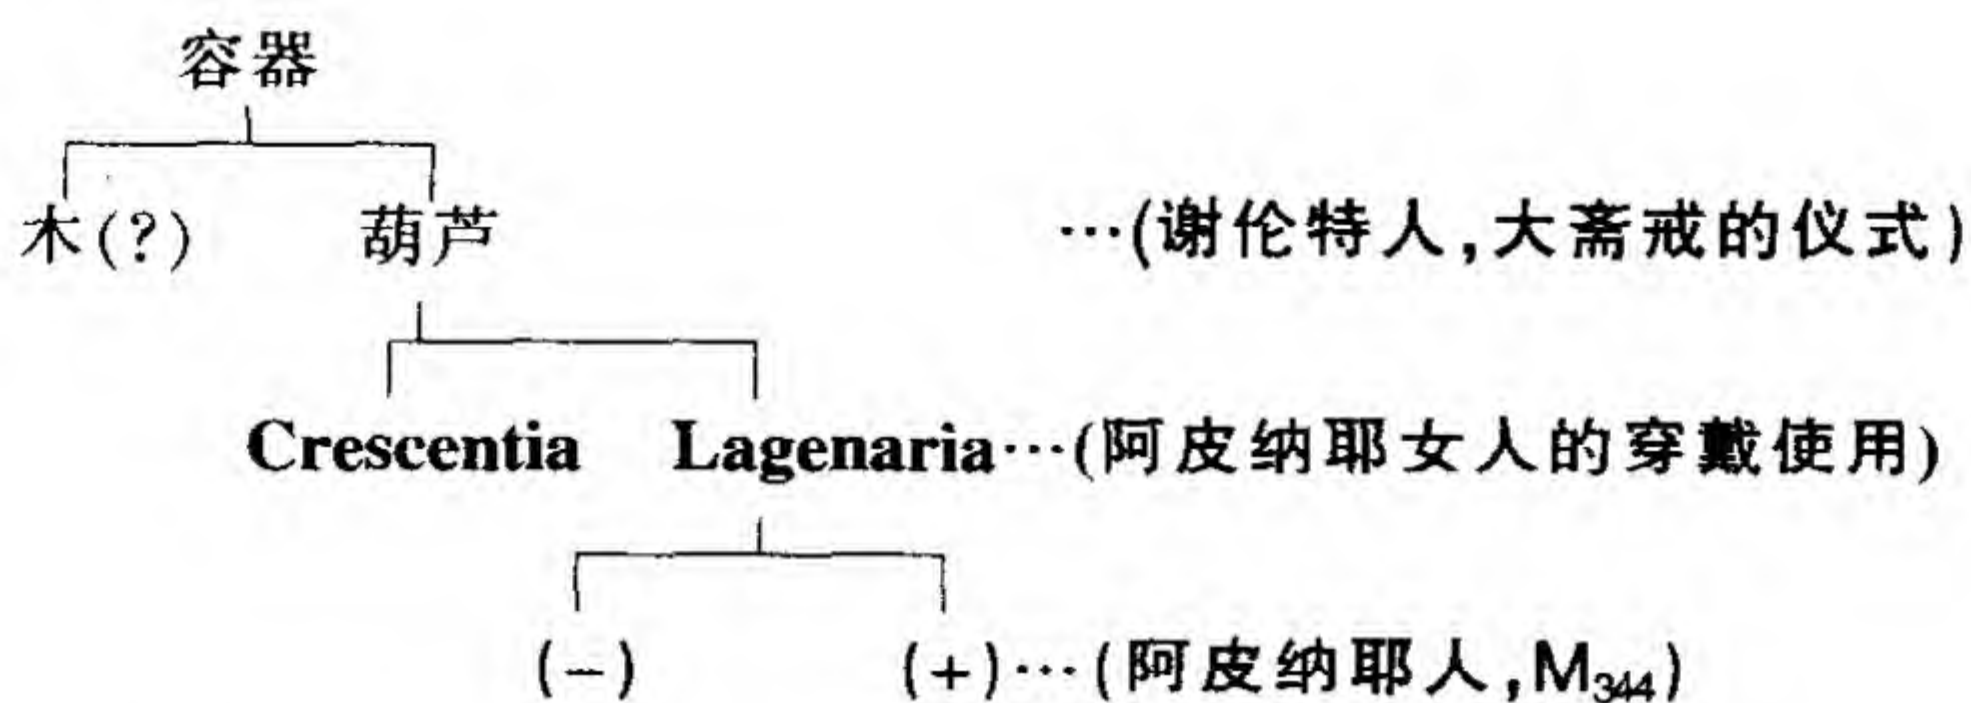 容器
木(?) 葫芦 …(谢伦特人,大斋戒的仪式)
Crescentia Lagenaria…(阿皮纳耶女人的穿戴使用)
(−) (+)…(阿皮纳耶人,M₃₄₄)